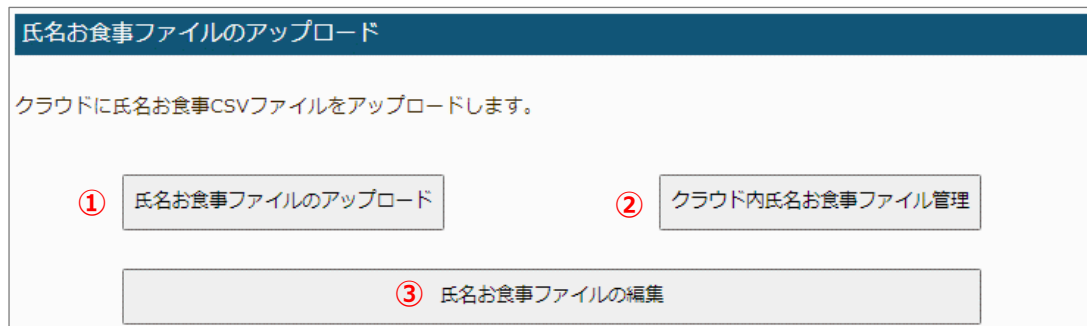 氏名お食事ファイルのアップロード
クラウドに氏名お食事CSVファイルをアップロードします。
① 氏名お食事ファイルのアップロード ② クラウド内氏名お食事ファイル管理
③ 氏名お食事ファイルの編集